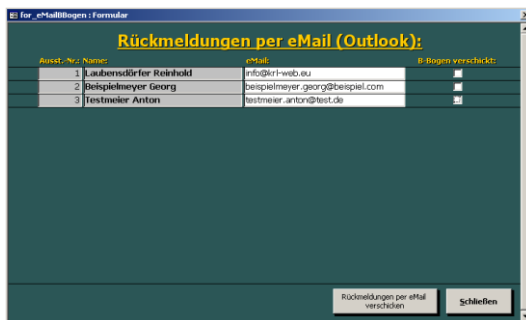 for_eMailBBogen : Formular
Rückmeldungen per eMail (Outlook):
Ausst.-Nr.: Name: eMail: B-Bogen verschickt:
1 Laubensdörfer Reinhold info@krl-web.eu
2 Beispielmeyer Georg beispielmeyer.georg@beispiel.com
3 Testmeier Anton testmeier.anton@test.de
Rückmeldungen per eMail
verschicken
Schließen